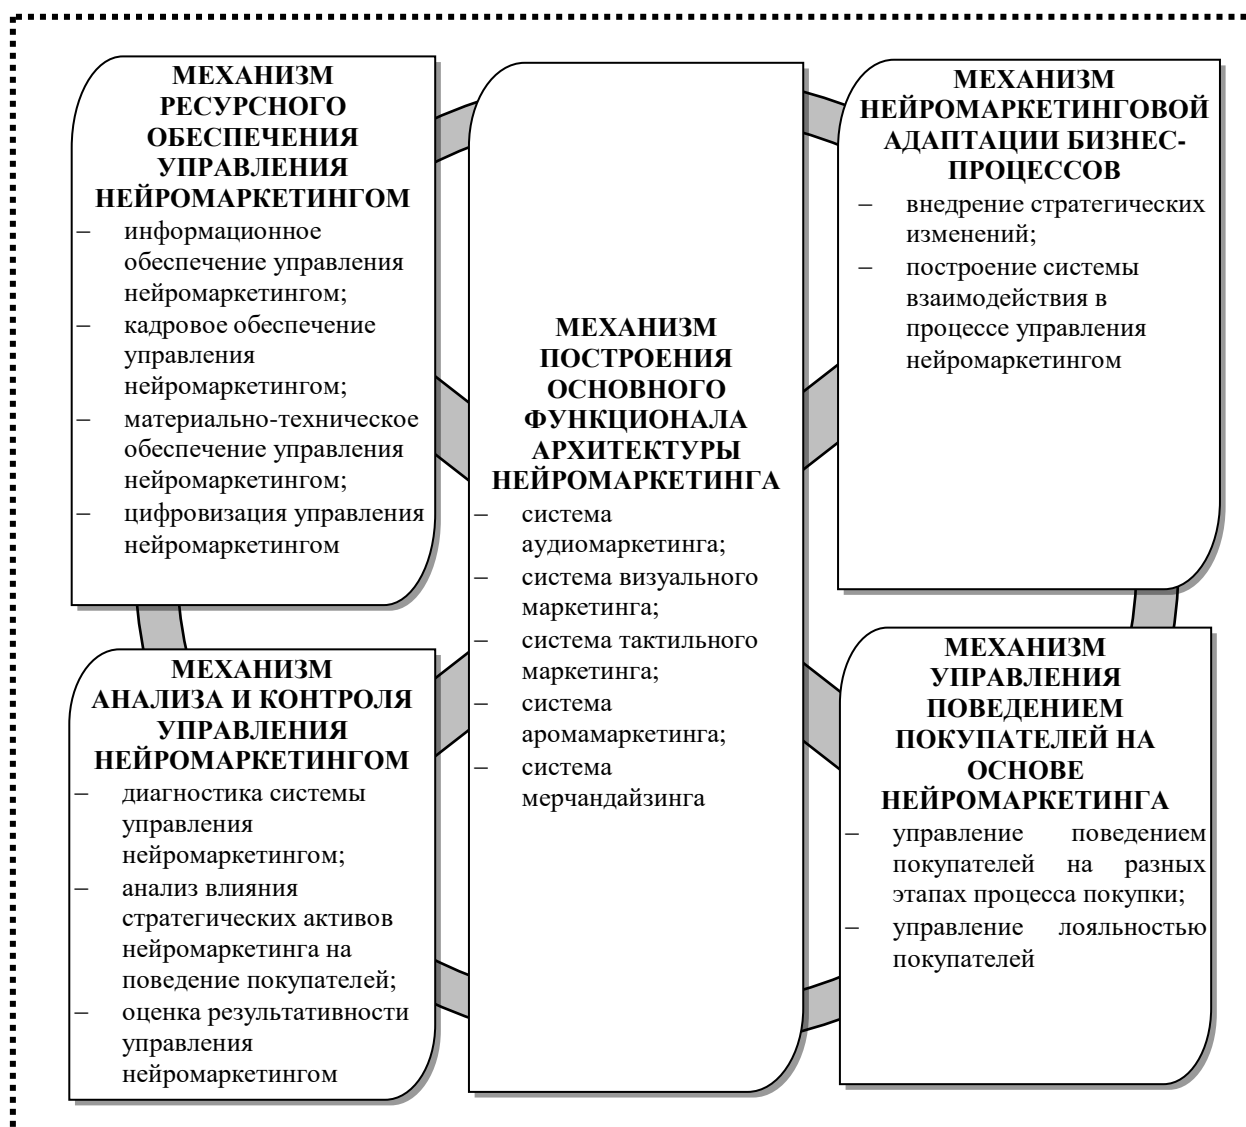 МЕХАНИЗМ
РЕСУРСНОГО
ОБЕСПЕЧЕНИЯ
УПРАВЛЕНИЯ
НЕЙРОМАРКЕТИНГОМ
– информационное
обеспечение управления
нейромаркетингом;
– кадровое обеспечение
управления
нейромаркетингом;
– материально-техническое
обеспечение управления
нейромаркетингом;
– цифровизация управления
нейромаркетингом
МЕХАНИЗМ
АНАЛИЗА И КОНТРОЛЯ
УПРАВЛЕНИЯ
НЕЙРОМАРКЕТИНГОМ
– диагностика системы
управления
нейромаркетингом;
– анализ влияния
стратегических активов
нейромаркетинга на
поведение покупателей;
– оценка результативности
управления
нейромаркетингом
МЕХАНИЗМ
ПОСТРОЕНИЯ
ОСНОВНОГО
ФУНКЦИОНАЛА
АРХИТЕКТУРЫ
НЕЙРОМАРКЕТИНГА
– система
аудиомаркетинга;
– система визуального
маркетинга;
– система тактильного
маркетинга;
– система
аромамаркетинга;
– система
мерчандайзинга
МЕХАНИЗМ
НЕЙРОМАРКЕТИНГОВОЙ
АДАПТАЦИИ БИЗНЕС-
ПРОЦЕССОВ
– внедрение стратегических
изменений;
– построение системы
взаимодействия в
процессе управления
нейромаркетингом
МЕХАНИЗМ
УПРАВЛЕНИЯ
ПОВЕДЕНИЕМ
ПОКУПАТЕЛЕЙ НА
ОСНОВЕ
НЕЙРОМАРКЕТИНГА
– управление поведением
покупателей на разных
этапах процесса покупки;
– управление лояльностью
покупателей